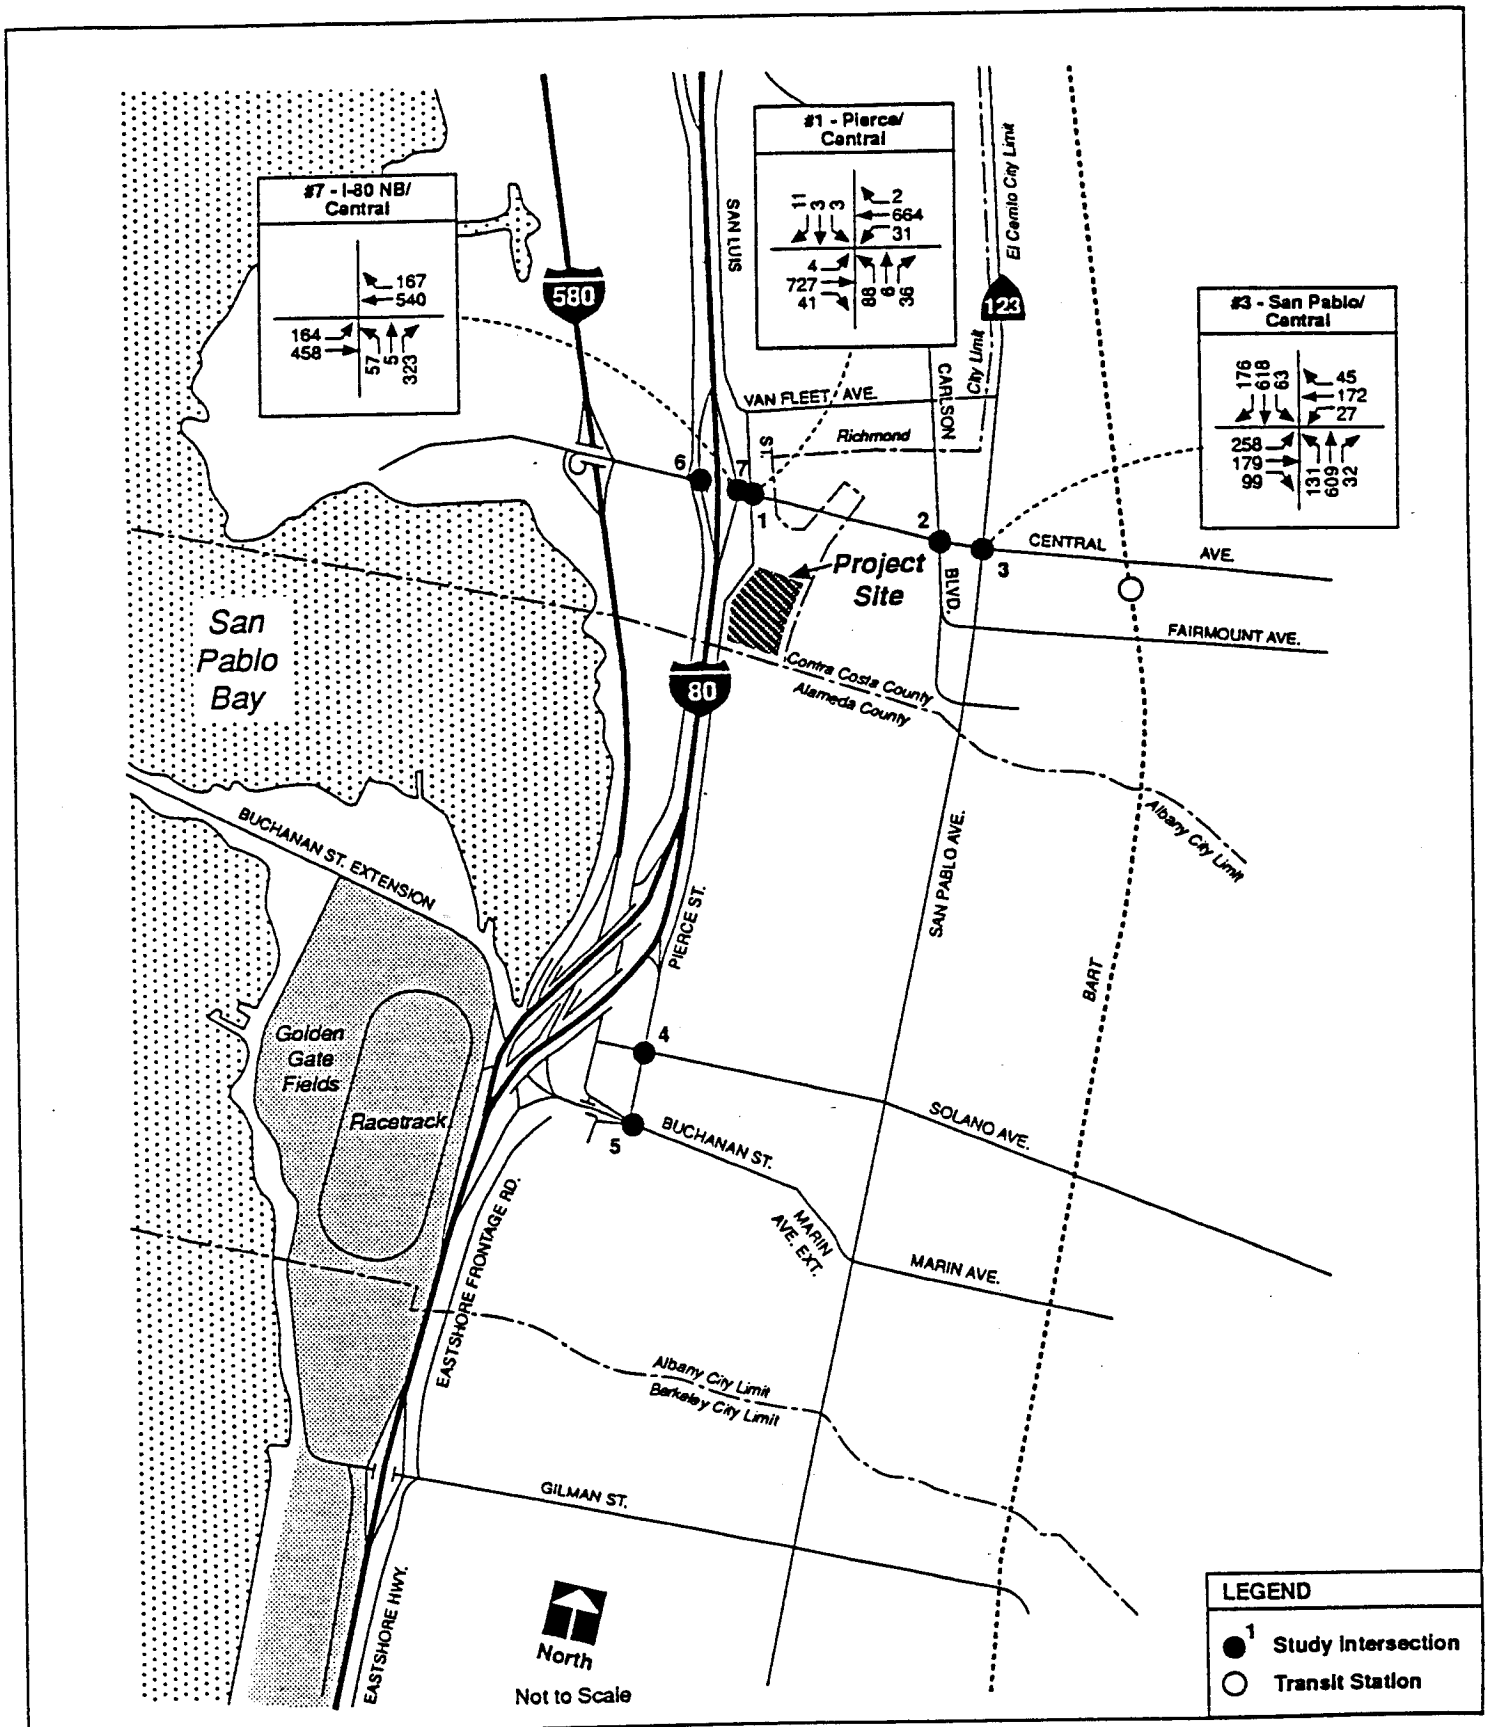 #1 - Pierce/
Central
11 3 3
2
664
31
4
727
41
88 6 36
#7 - I-80 NB/
Central
167
540
164
458
57 5 323
#3 - San Pablo/
Central
176 618 63
45
172
27
258
179
99
131 609 32
580
SAN LUIS
ST.
El Cerrito City Limit
123
City Limit
CARLSON
BLVD.
VAN FLEET AVE.
Richmond
6
7
1
2
3
CENTRAL
AVE.
Project
Site
FAIRMOUNT AVE.
San
Pablo
Bay
80
Contra Costa County
Alameda County
Albany City Limit
BUCHANAN ST. EXTENSION
SAN PABLO AVE.
PIERCE ST.
BART
Golden
Gate
Fields
Racetrack
4
5
SOLANO AVE.
BUCHANAN ST.
MARIN
AVE. EXT.
MARIN AVE.
EASTSHORE FRONTAGE RD.
Albany City Limit
Berkeley City Limit
GILMAN ST.
EASTSHORE HWY.
North
Not to Scale
LEGEND
1 Study Intersection
Transit Station